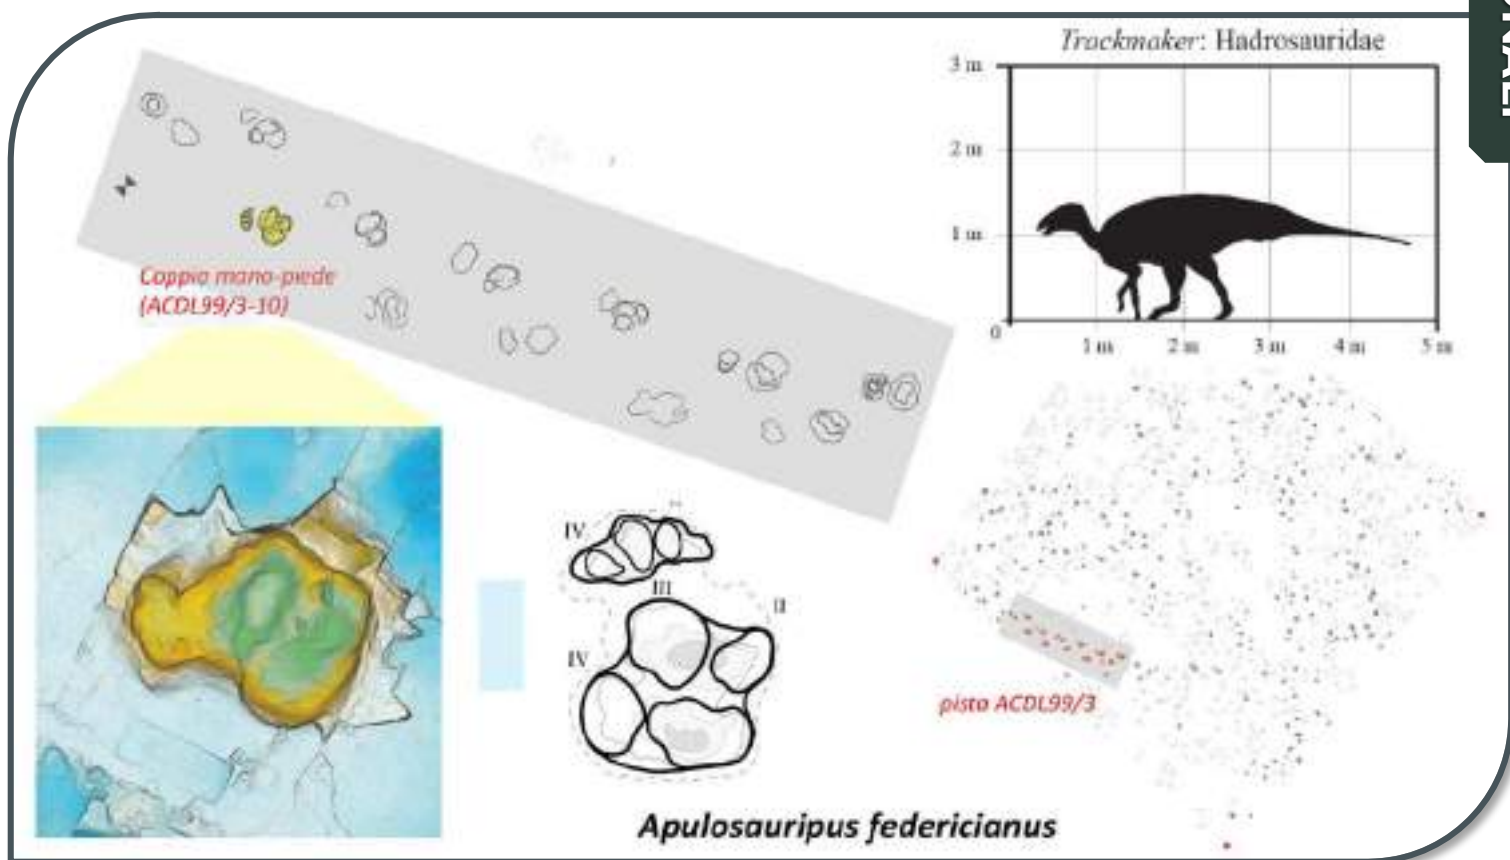 Trackmaker: Hadrosauridae
3 m
2 m
1 m
0
1 m
2 m
3 m
4 m
5 m
Coppia mano-piede
(ACDL99/3-10)
IV
III
II
IV
pista ACDL99/3
Apulosauripus federicianus